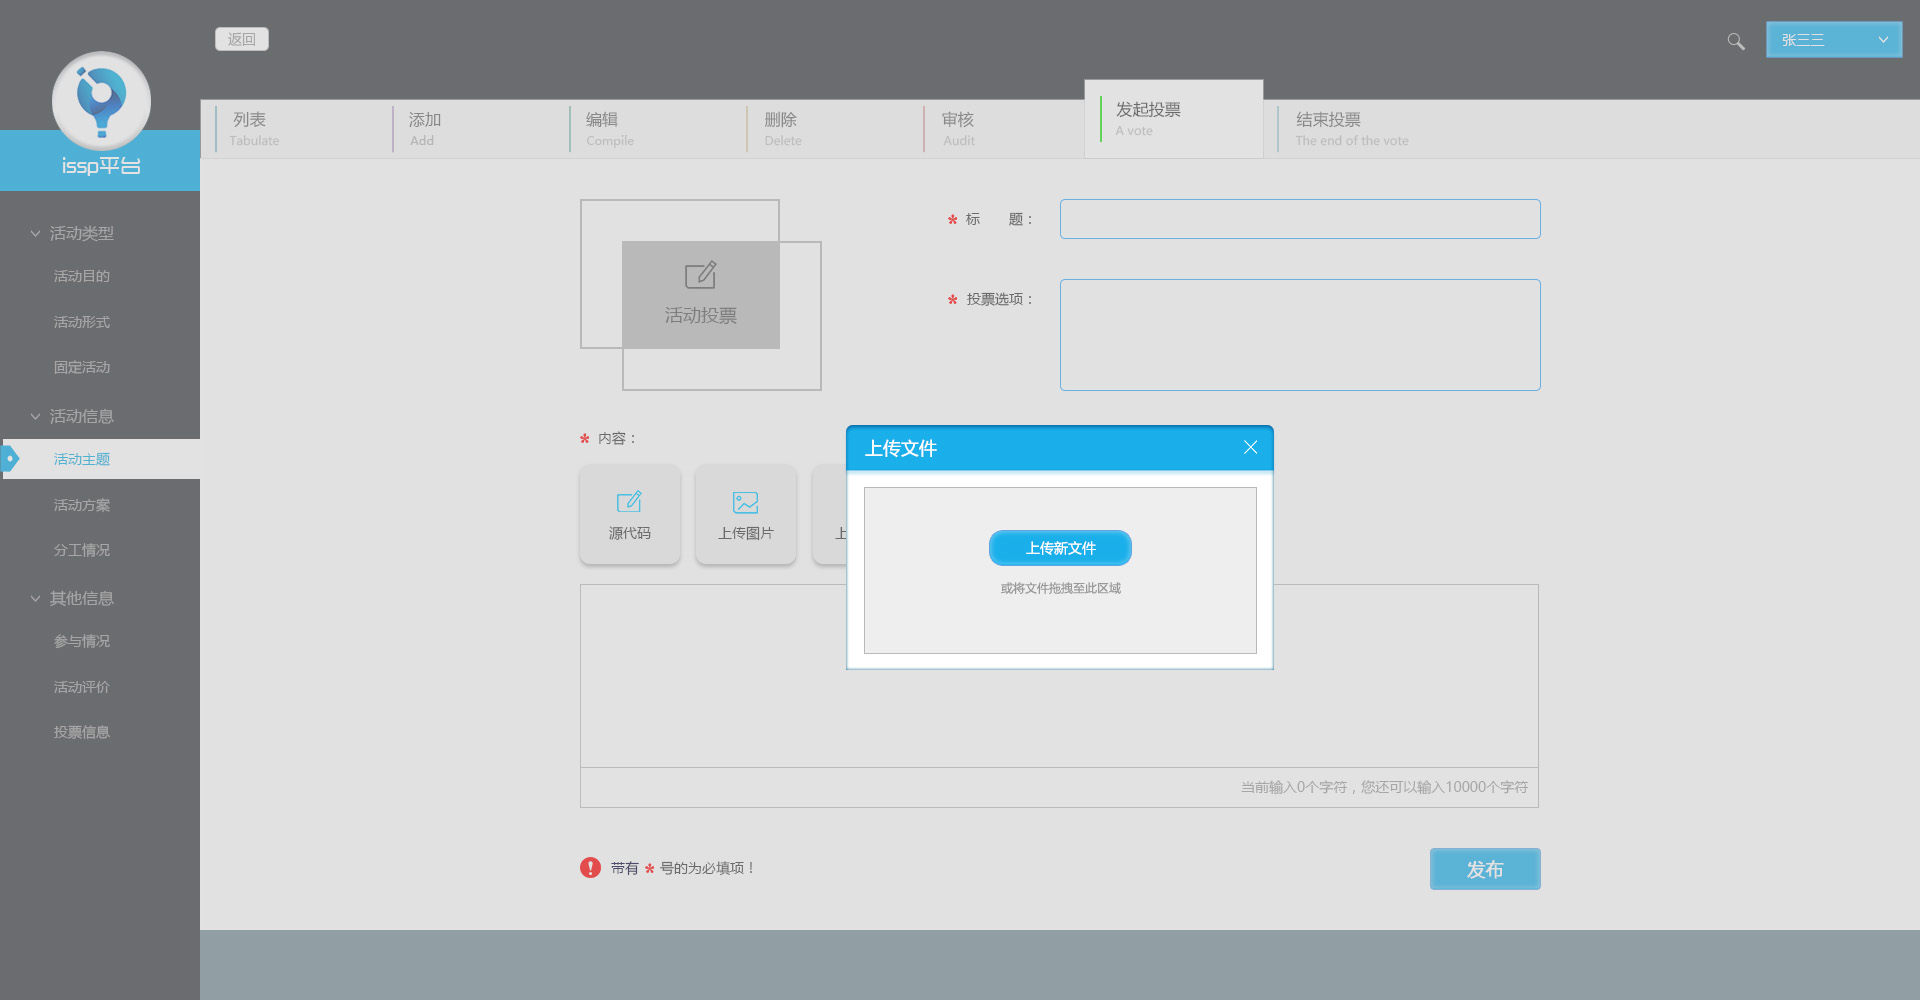 返回
张三三
issp平台
列表
Tabulate
添加
Add
编辑
Compile
删除
Delete
审核
Audit
发起投票
A vote
结束投票
The end of the vote
活动类型
活动目的
活动形式
固定活动
活动信息
活动主题
活动方案
分工情况
其他信息
参与情况
活动评价
投票信息
活动投票
* 标 题：
* 投票选项：
* 内容：
源代码
上传图片
上
上传文件
上传新文件
或将文件拖拽至此区域
当前输入0个字符，您还可以输入10000个字符
带有 * 号的为必填项！
发布